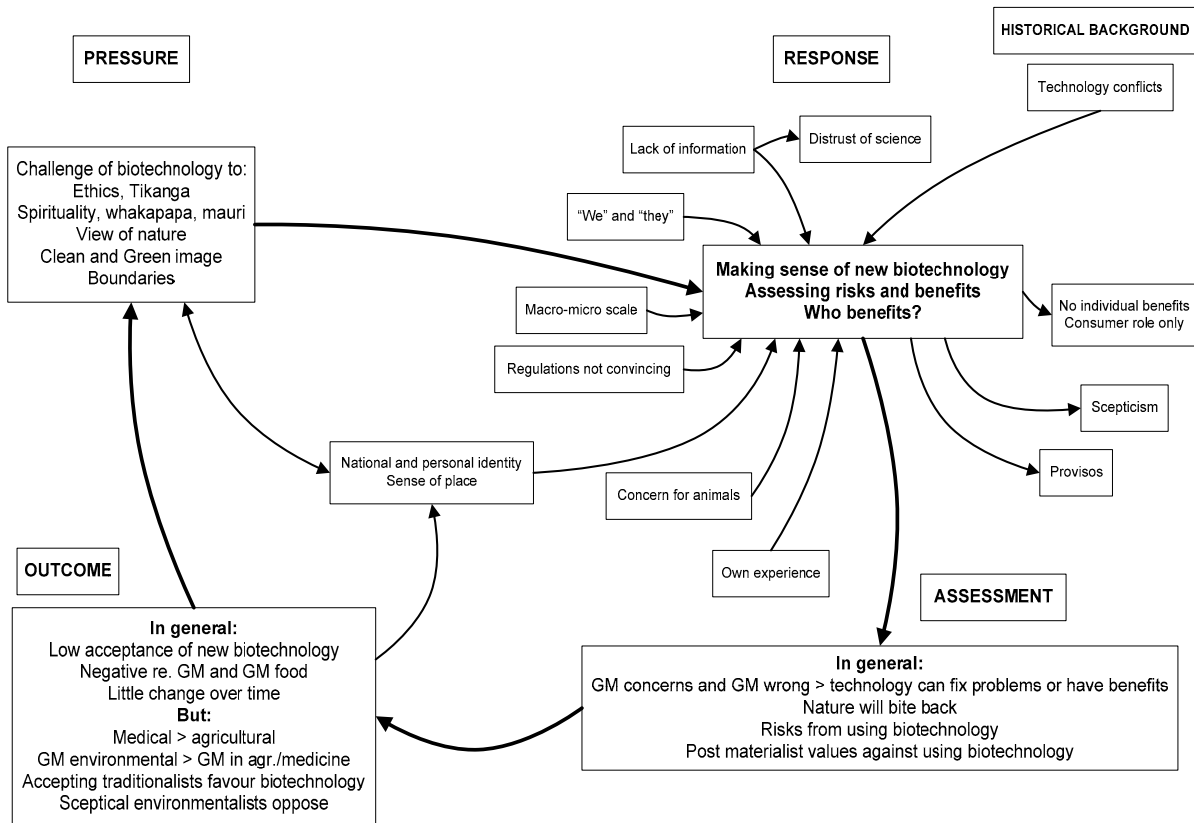 HISTORICAL BACKGROUND
PRESSURE
RESPONSE
Technology conflicts
Lack of information
Distrust of science
Challenge of biotechnology to:
Ethics, Tikanga
Spirituality, whakapapa, mauri
View of nature
Clean and Green image
Boundaries
“We” and “they”
Making sense of new biotechnology
Assessing risks and benefits
Who benefits?
Macro-micro scale
No individual benefits
Consumer role only
Regulations not convincing
Scepticism
National and personal identity
Sense of place
Provisos
Concern for animals
Own experience
OUTCOME
ASSESSMENT
In general:
Low acceptance of new biotechnology
Negative re. GM and GM food
Little change over time
But:
Medical > agricultural
GM environmental > GM in agr./medicine
Accepting traditionalists favour biotechnology
Sceptical environmentalists oppose
In general:
GM concerns and GM wrong > technology can fix problems or have benefits
Nature will bite back
Risks from using biotechnology
Post materialist values against using biotechnology